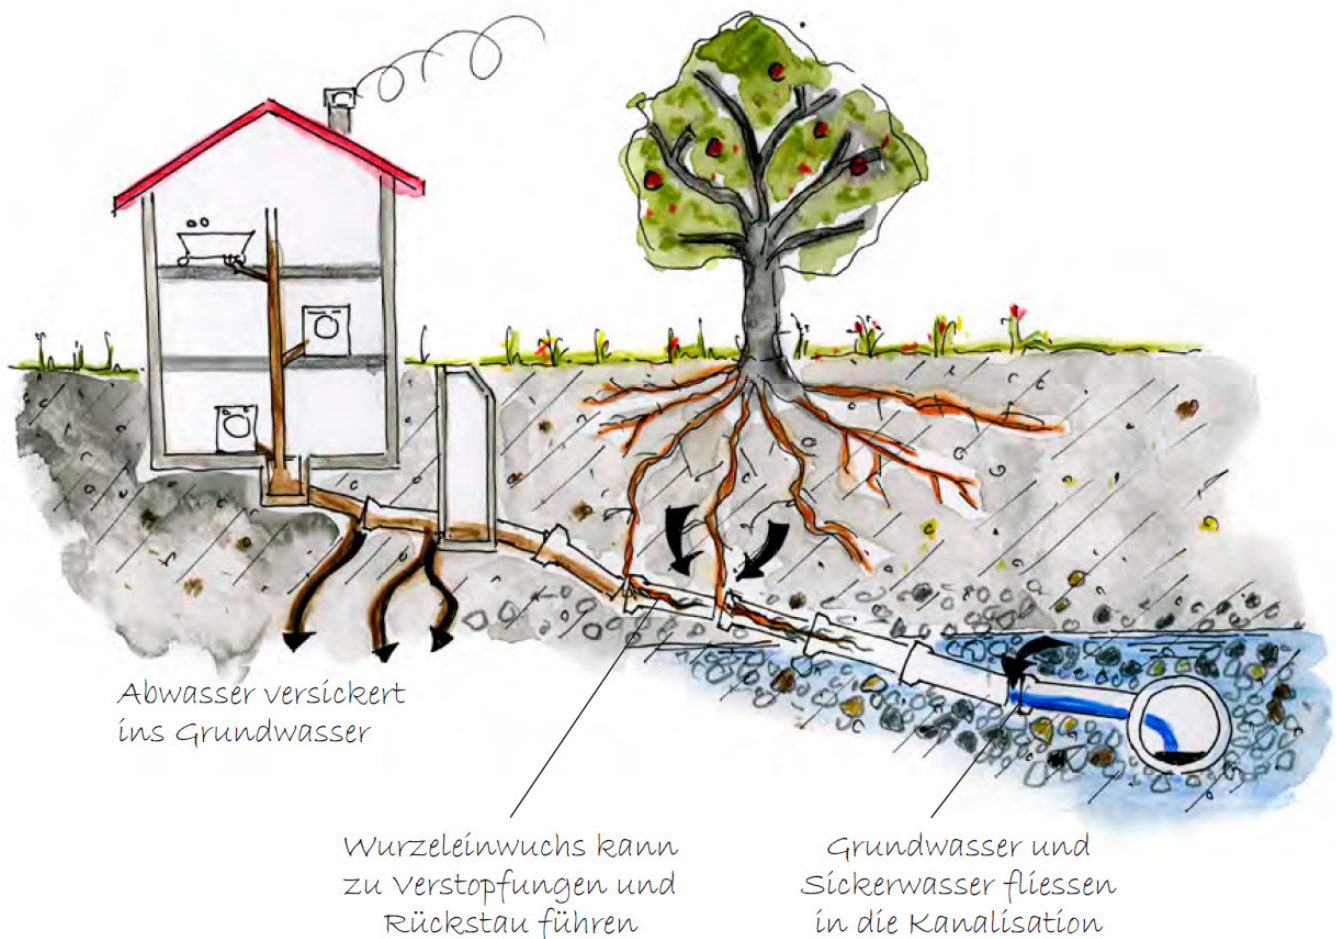 Abwasser versickert
ins Grundwasser
Wurzeleinwuchs kann
zu Verstopfungen und
Rückstau führen
Grundwasser und
Sickerwasser fliessen
in die Kanalisation